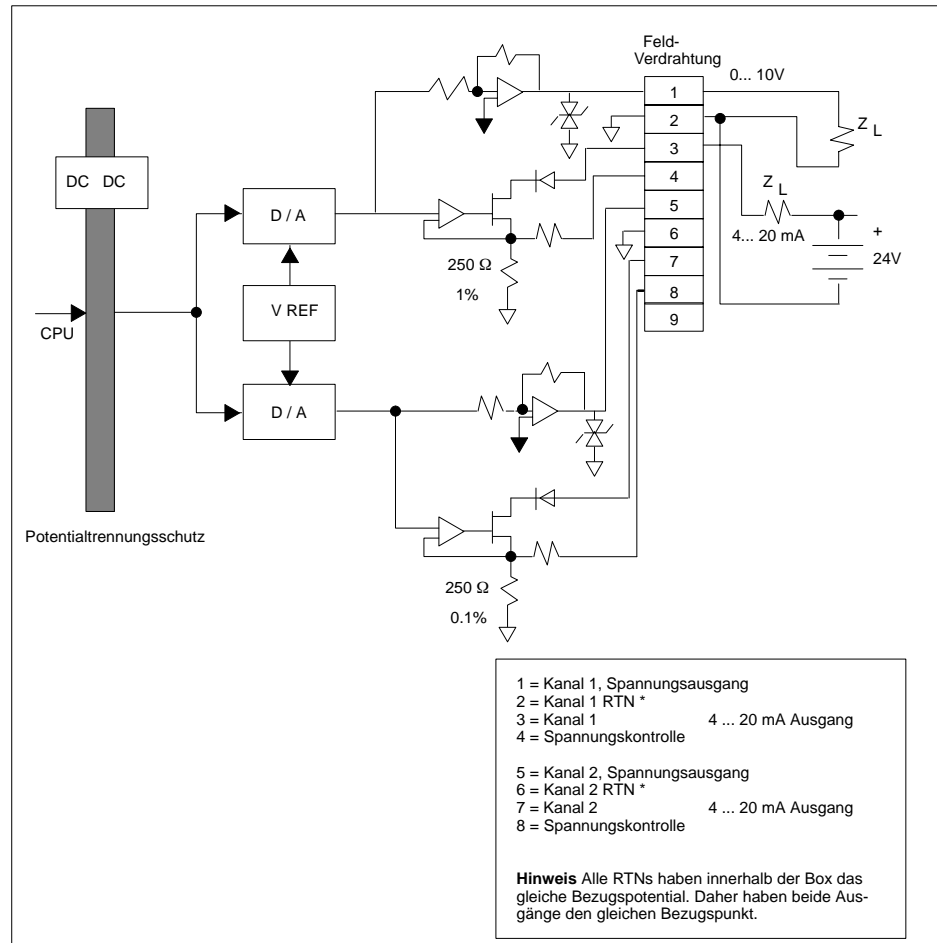 Feld-
Verdrahtung
0... 10V
1
2
3
4
5
6
7
8
9
Z L
Z L
4... 20 mA
+
24V
DC DC
D / A
V REF
D / A
CPU
250 Ω
1%
250 Ω
0.1%
Potentialtrennungsschutz
1 = Kanal 1, Spannungsausgang
2 = Kanal 1 RTN *
3 = Kanal 1 4 ... 20 mA Ausgang
4 = Spannungskontrolle
5 = Kanal 2, Spannungsausgang
6 = Kanal 2 RTN *
7 = Kanal 2 4 ... 20 mA Ausgang
8 = Spannungskontrolle
Hinweis Alle RTNs haben innerhalb der Box das
gleiche Bezugspotential. Daher haben beide Aus-
gänge den gleichen Bezugspunkt.